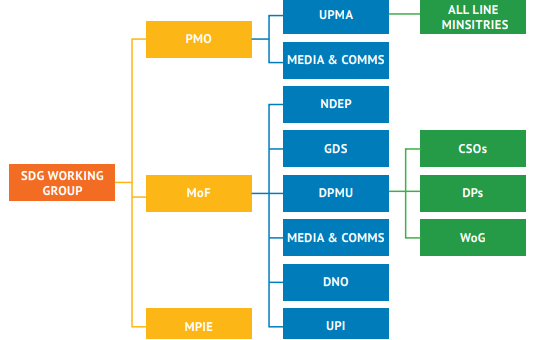 SDG WORKING
GROUP
PMO
MoF
MPIE
UPMA
MEDIA & COMMS
NDEP
GDS
DPMU
MEDIA & COMMS
DNO
UPI
ALL LINE
MINSITRIES
CSOs
DPs
WoG